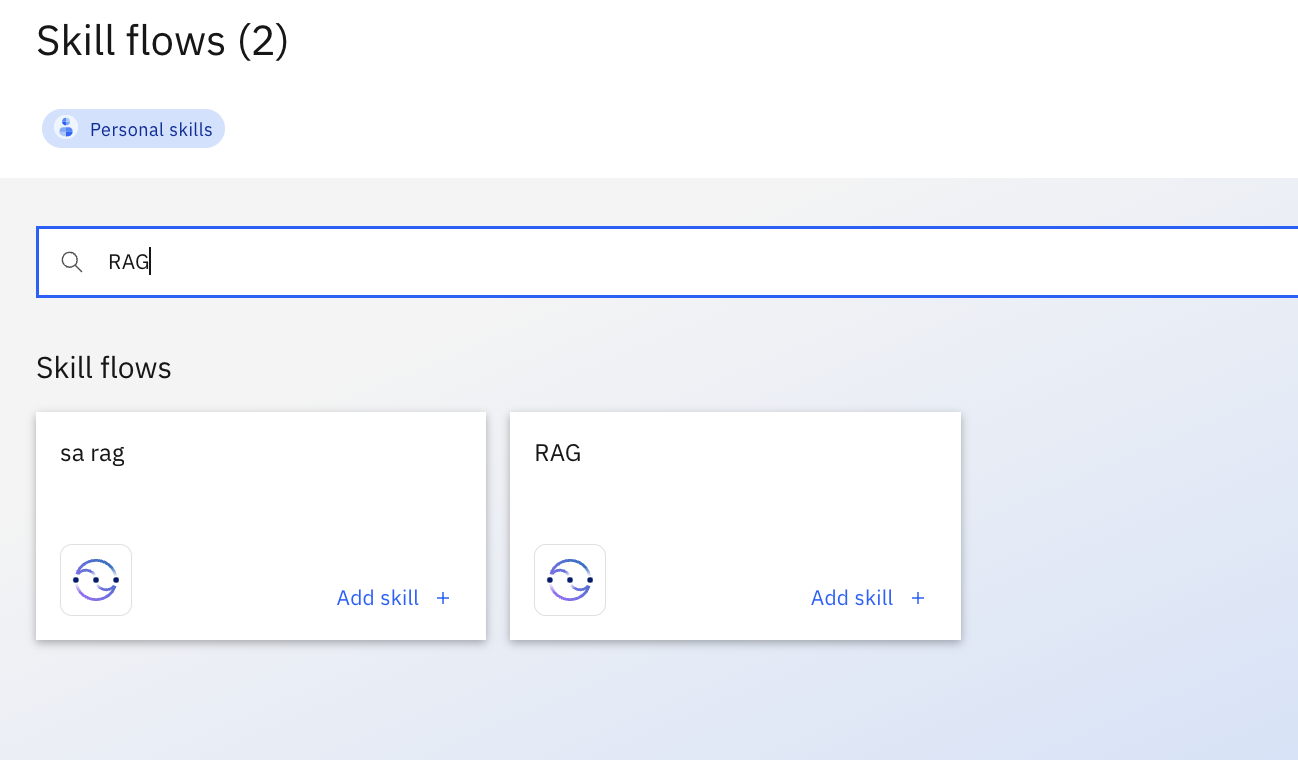 Skill flows (2)
Personal skills
RAG
Skill flows
sa rag
Add skill +
RAG
Add skill +